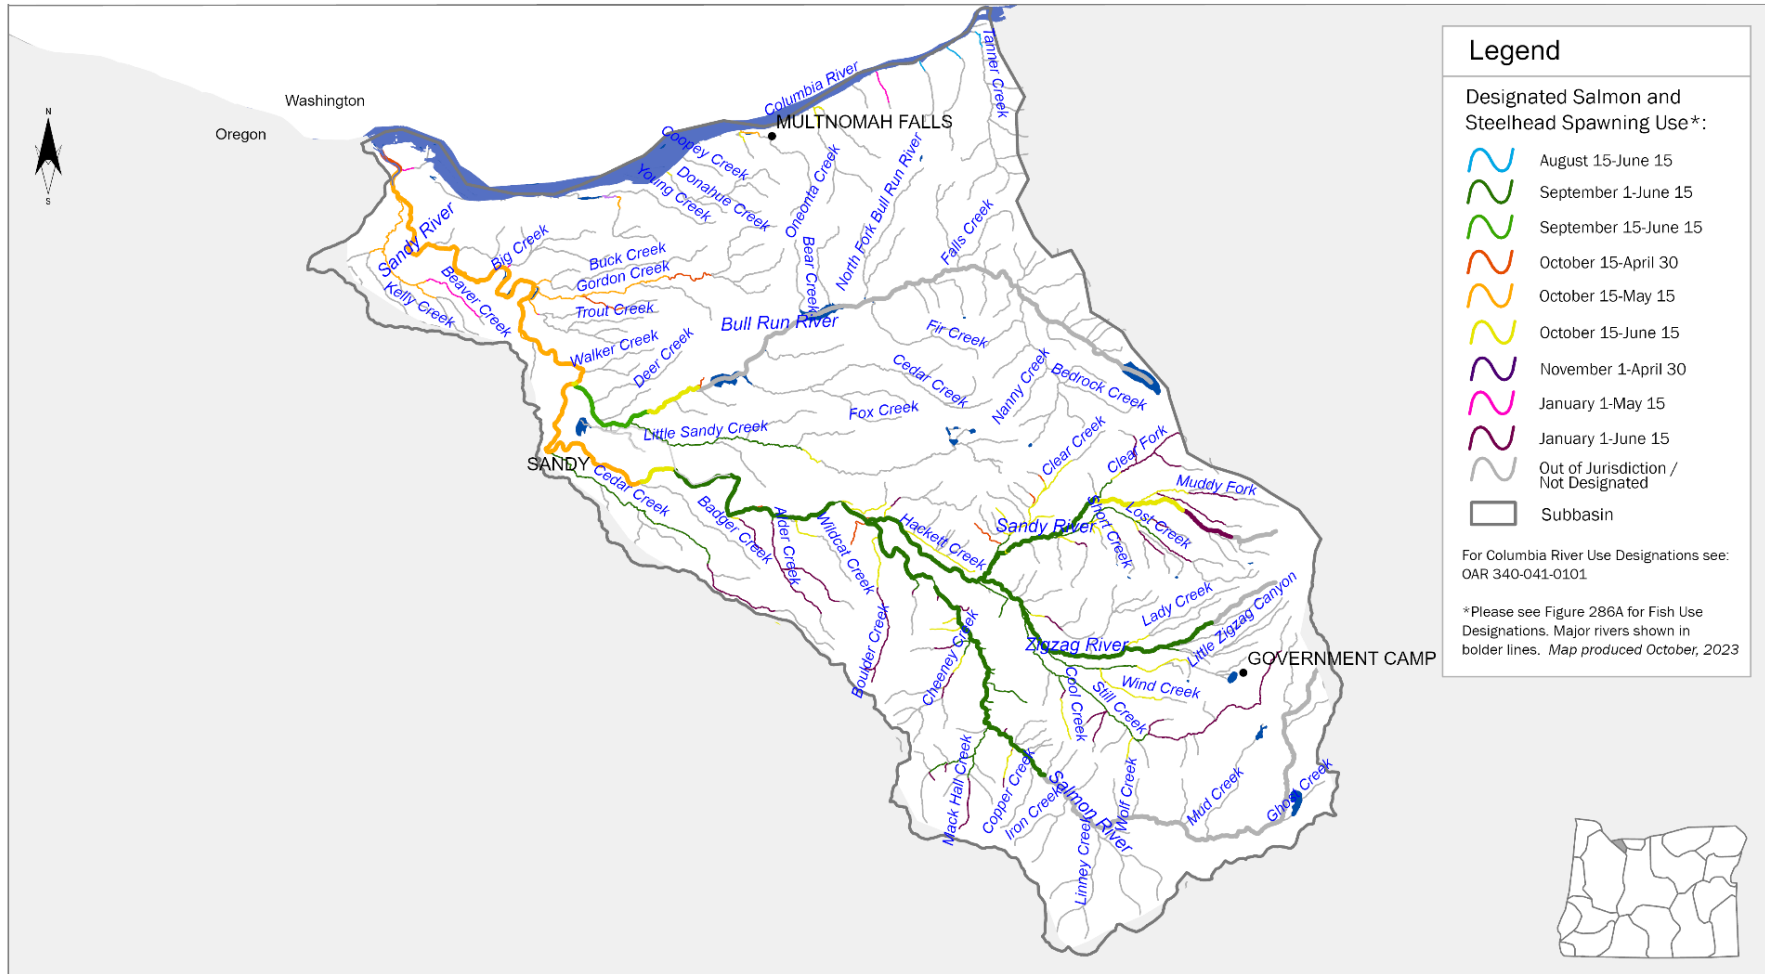 Washington
Oregon
N
S
Columbia River
Tanner Creek
MULTNOMAH FALLS
Coopey Creek
Donahue Creek
Young Creek
Oneonta Creek
North Fork Bull Run River
Bear Creek
Falls Creek
Sandy River
Big Creek
Buck Creek
Gordon Creek
Trout Creek
Beaver Creek
Kelly Creek
Walker Creek
Deer Creek
Bull Run River
Fir Creek
Cedar Creek
Nanny Creek
Bedrock Creek
Fox Creek
Little Sandy Creek
Clear Creek
Clear Fork
SANDY
Cedar Creek
Muddy Fork
Lost Creek
Short Creek
Sandy River
Hackett Creek
Badger Creek
Alder Creek
Wildcat Creek
Boulder Creek
Cheeney Creek
Lady Creek
Little Zigzag Canyon
Zigzag River
GOVERNMENT CAMP
Wind Creek
Still Creek
Cool Creek
Mack Hall Creek
Copper Creek
Iron Creek
Salmon River
Wolf Creek
Mud Creek
Ghost Creek
Linney Creek
Legend
Designated Salmon and
Steelhead Spawning Use*:
August 15-June 15
September 1-June 15
September 15-June 15
October 15-April 30
October 15-May 15
October 15-June 15
November 1-April 30
January 1-May 15
January 1-June 15
Out of Jurisdiction /
Not Designated
Subbasin
For Columbia River Use Designations see:
OAR 340-041-0101
*Please see Figure 286A for Fish Use
Designations. Major rivers shown in
bolder lines. Map produced October, 2023